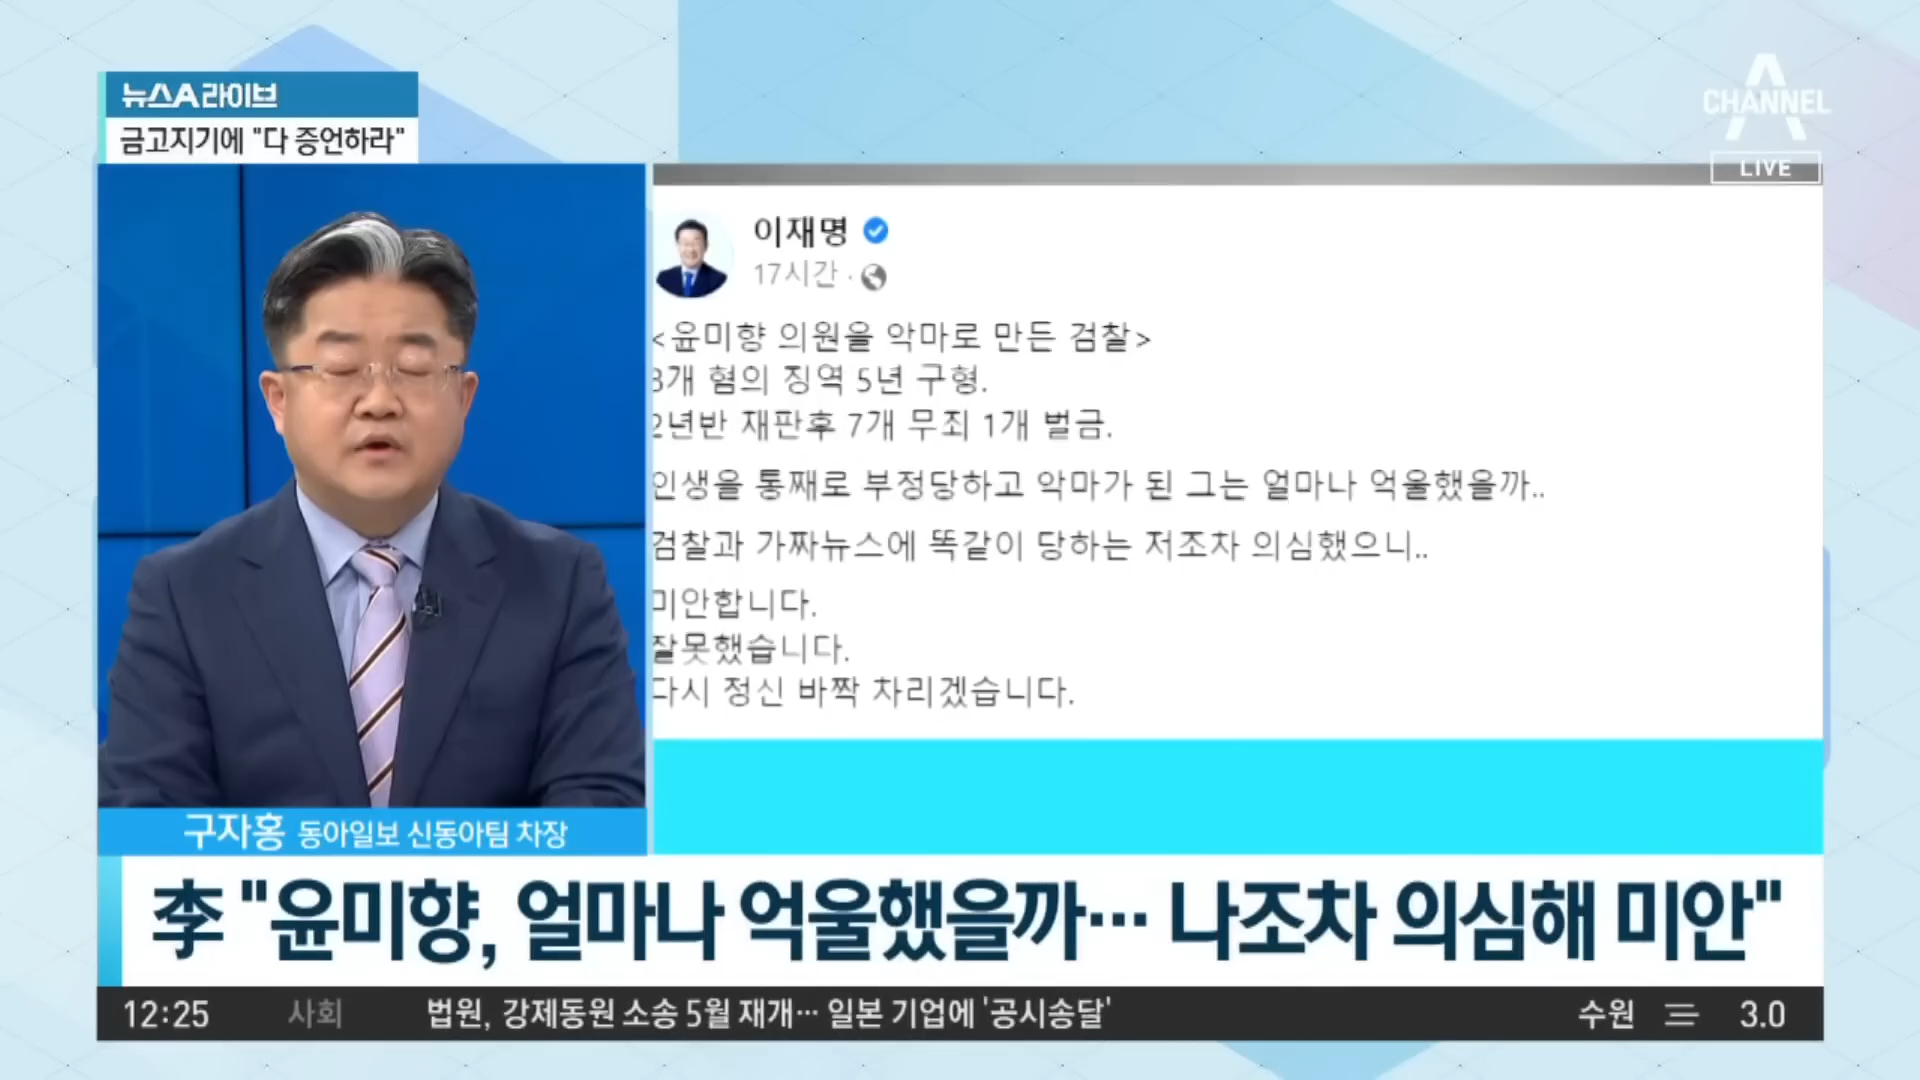 뉴스A 라이브
금고지기에 "다 증언하라"
CHANNEL A
LIVE
이재명
17시간 ·
<윤미향 의원을 악마로 만든 검찰>
8개 혐의 징역 5년 구형.
2년반 재판후 7개 무죄 1개 벌금.
인생을 통째로 부정당하고 악마가 된 그는 얼마나 억울했을까..
검찰과 가짜뉴스에 똑같이 당하는 저조차 의심했으니..
미안합니다.
잘못했습니다.
다시 정신 바짝 차리겠습니다.
구자홍 동아일보 신동아팀 차장
李 "윤미향, 얼마나 억울했을까… 나조차 의심해 미안"
12:25 사회 법원, 강제동원 소송 5월 재개… 일본 기업에 '공시송달' 수원 3.0